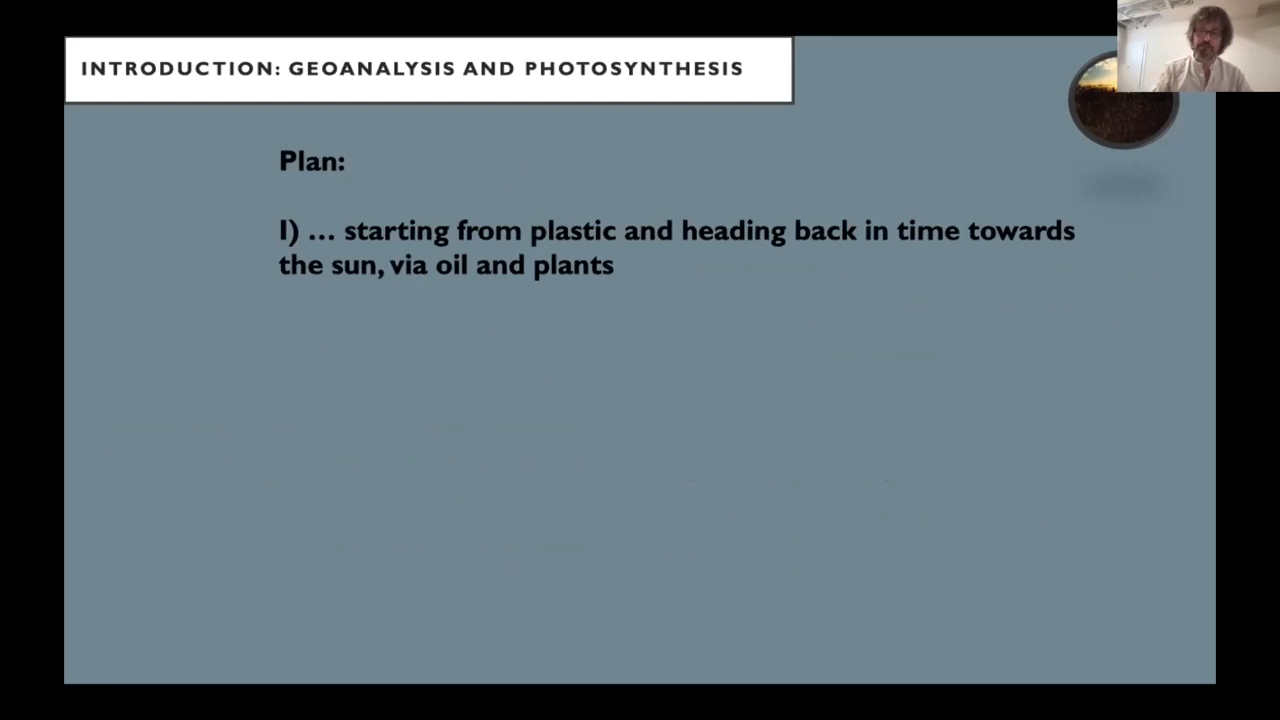 INTRODUCTION: GEOANALYSIS AND PHOTOSYNTHESIS
Plan:
I) … starting from plastic and heading back in time towards
the sun, via oil and plants